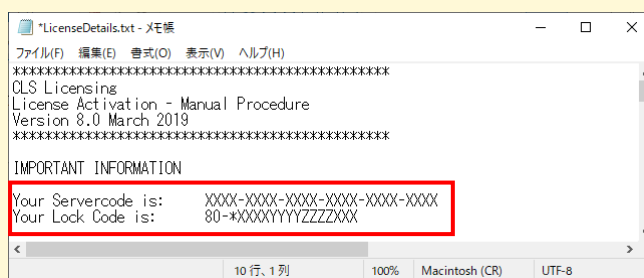 *LicenseDetails.txt - メモ帳
ファイル(F) 編集(E) 書式(O) 表示(V) ヘルプ(H)
**************************************************
CLS Licensing
License Activation - Manual Procedure
Version 8.0 March 2019
**************************************************
IMPORTANT INFORMATION
Your Servercode is: XXXX-XXXX-XXXX-XXXX-XXXX-XXXX
Your Lock Code is: 80-*XXXXYYYYZZZZXXX
10 行、1 列 100% Macintosh (CR) UTF-8